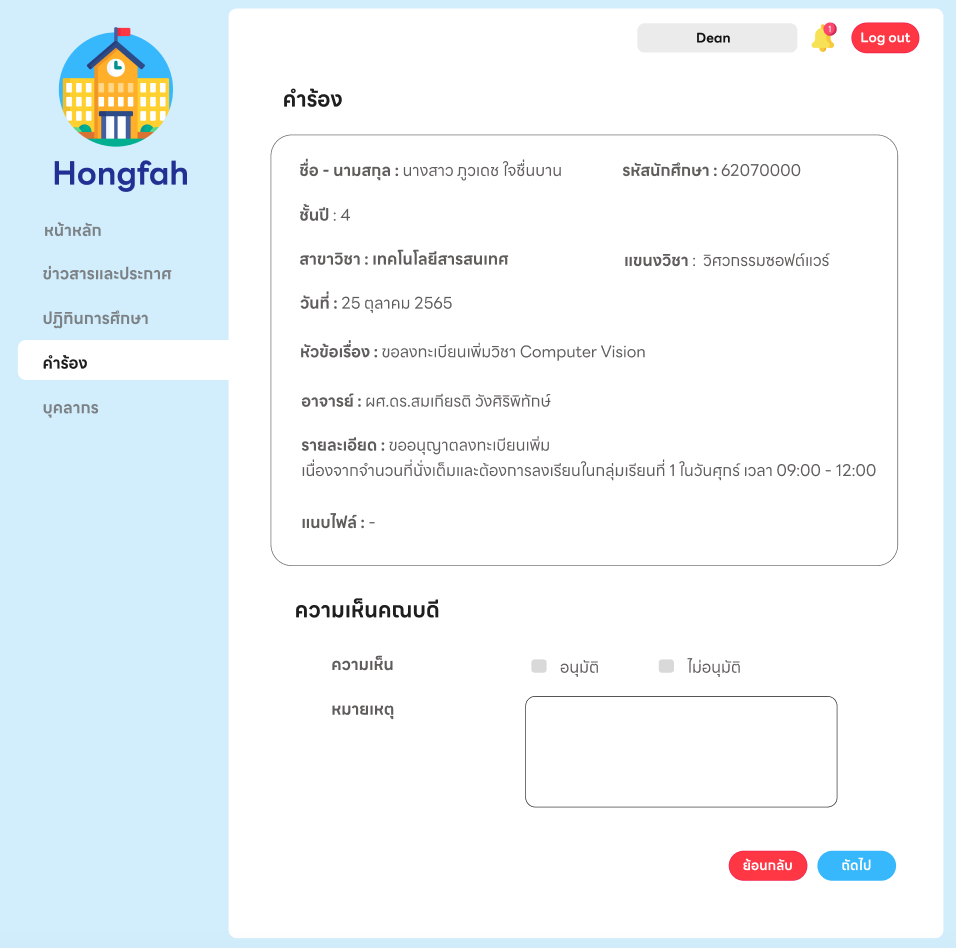 Dean
1
Log out
Hongfah
หน้าหลัก
ข่าวสารและประกาศ
ปฏิทินการศึกษา
คำร้อง
บุคลากร
คำร้อง
ชื่อ - นามสกุล : นางสาว ภูวเดช ใจชื่นบาน รหัสนักศึกษา : 62070000
ชั้นปี : 4
สาขาวิชา : เทคโนโลยีสารสนเทศ แขนงวิชา : วิศวกรรมซอฟต์แวร์
วันที่ : 25 ตุลาคม 2565
หัวข้อเรื่อง : ขอลงทะเบียนเพิ่มวิชา Computer Vision
อาจารย์ : ผศ.ดร.สมเกียรติ วังศิริพิทักษ์
รายละเอียด : ขออนุญาตลงทะเบียนเพิ่ม
เนื่องจากจำนวนที่นั่งเต็มและต้องการลงเรียนในกลุ่มเรียนที่ 1 ในวันศุกร์ เวลา 09:00 - 12:00
แนบไฟล์ : -
ความเห็นคณบดี
ความเห็น อนุมัติ ไม่อนุมัติ
หมายเหตุ
ย้อนกลับ ถัดไป